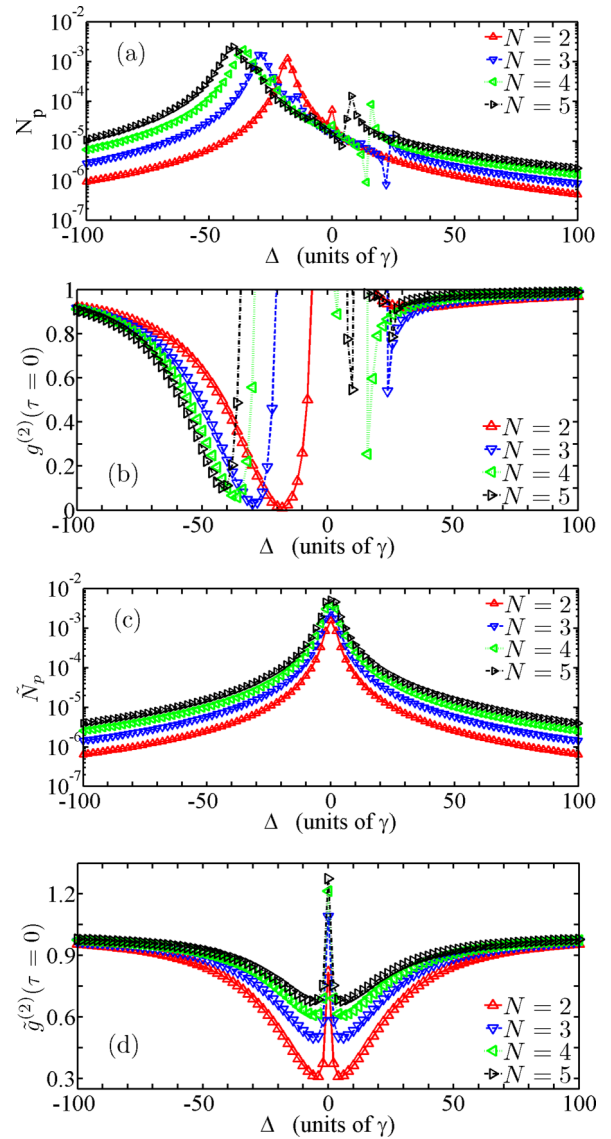 10⁻²
10⁻³
10⁻⁴
10⁻⁵
10⁻⁶
10⁻⁷
N_p
(a)
N = 2
N = 3
N = 4
N = 5
-100 -50 0 50 100
Δ (units of γ)
1
0.8
0.6
0.4
0.2
0
g⁽²⁾(τ = 0)
(b)
N = 2
N = 3
N = 4
N = 5
-100 -50 0 50 100
Δ (units of γ)
10⁻²
10⁻³
10⁻⁴
10⁻⁵
10⁻⁶
10⁻⁷
Ñ_p
(c)
N = 2
N = 3
N = 4
N = 5
-100 -50 0 50 100
Δ (units of γ)
1.2
0.9
0.6
0.3
g̃⁽²⁾(τ = 0)
(d)
N = 2
N = 3
N = 4
N = 5
-100 -50 0 50 100
Δ (units of γ)